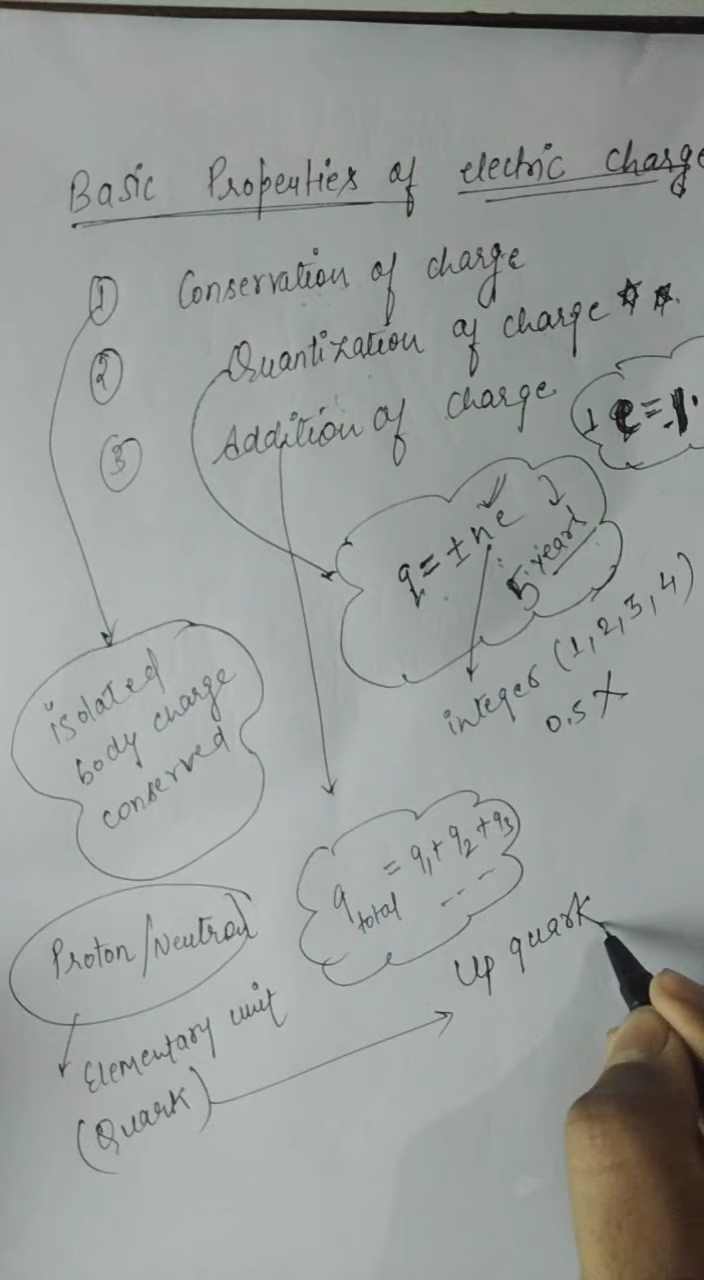 Basic Properties of electric charge
① Conservation of charge
② Quantization of charge ☆☆
③ Addition of charge
e=1.
q=±ne
5 years
integer (1,2,3,4)
0.5 X
isolated
body charge
conserved
q total = q1+q2+q3
---
Proton/Neutron
Up quark
Elementary unit
(Quark)